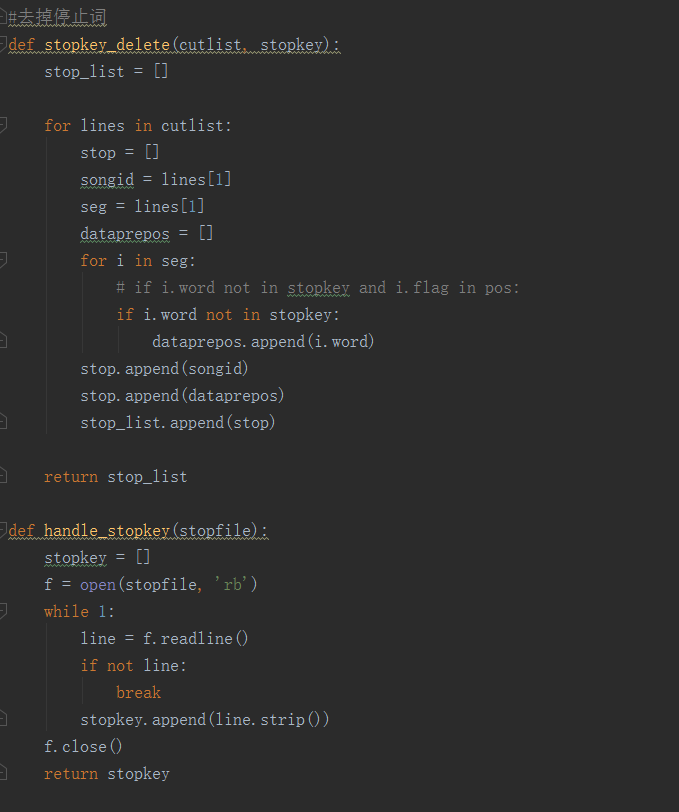 #去掉停止词
def stopkey_delete(cutlist, stopkey):
    stop_list = []
    for lines in cutlist:
        stop = []
        songid = lines[1]
        seg = lines[1]
        dataprepos = []
        for i in seg:
            # if i.word not in stopkey and i.flag in pos:
            if i.word not in stopkey:
                dataprepos.append(i.word)
        stop.append(songid)
        stop.append(dataprepos)
        stop_list.append(stop)
    return stop_list
def handle_stopkey(stopfile):
    stopkey = []
    f = open(stopfile, 'rb')
    while 1:
        line = f.readline()
        if not line:
            break
        stopkey.append(line.strip())
    f.close()
    return stopkey